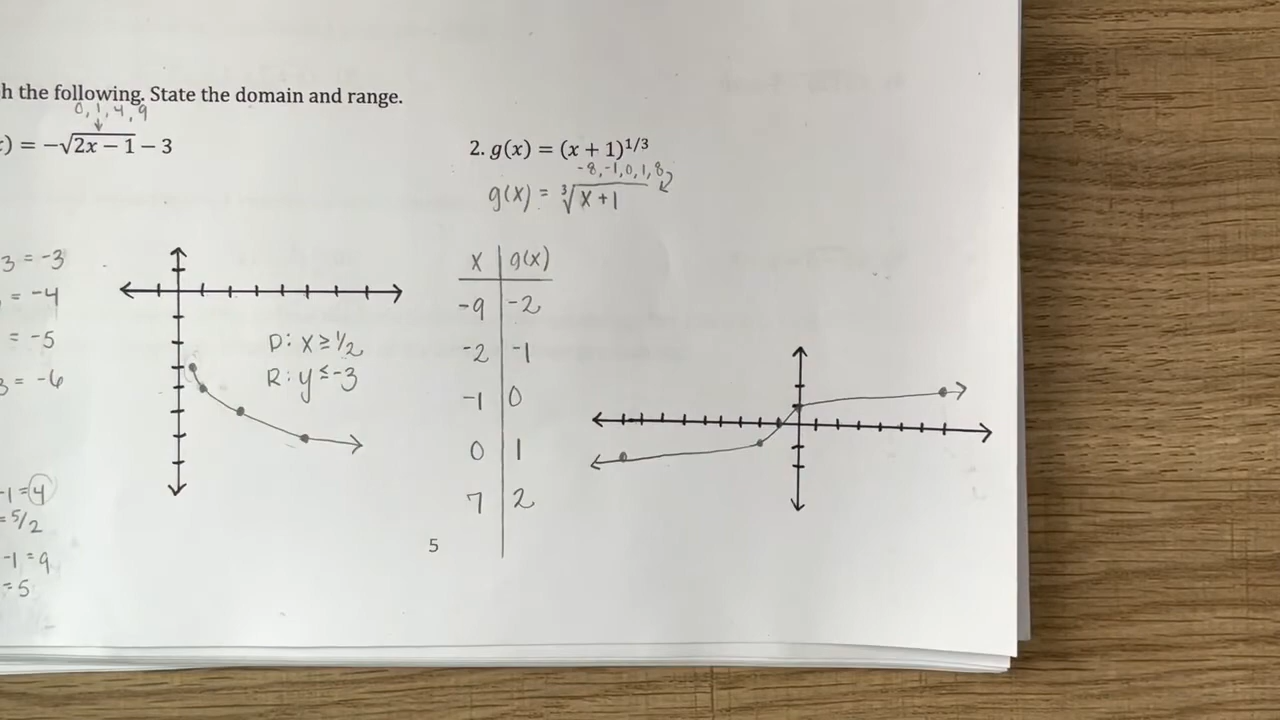 h the following. State the domain and range.
0, 1, 4, 9
) = −√2x − 1 − 3
3 = -3
= -4
= -5
3 = -6
D: x ≥ 1/2
R: y ≤ -3
-1 = 4
= 5/2
-1 = 9
= 5
2. g(x) = (x + 1)^{1/3}
-8, -1, 0, 1, 8
g(x) = ∛x+1
x g(x)
-9 -2
-2 -1
-1 0
0 1
7 2
5